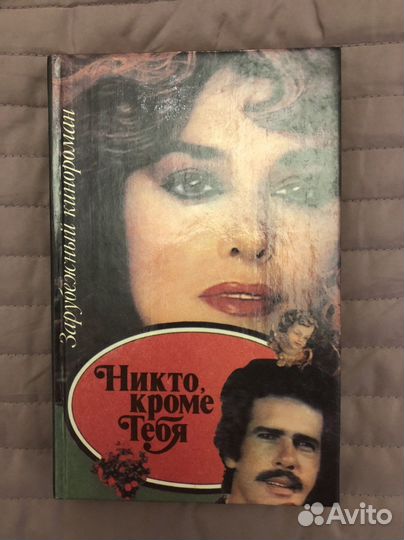 Зарубежный кинороман
Никто,
кроме
Тебя
Avito